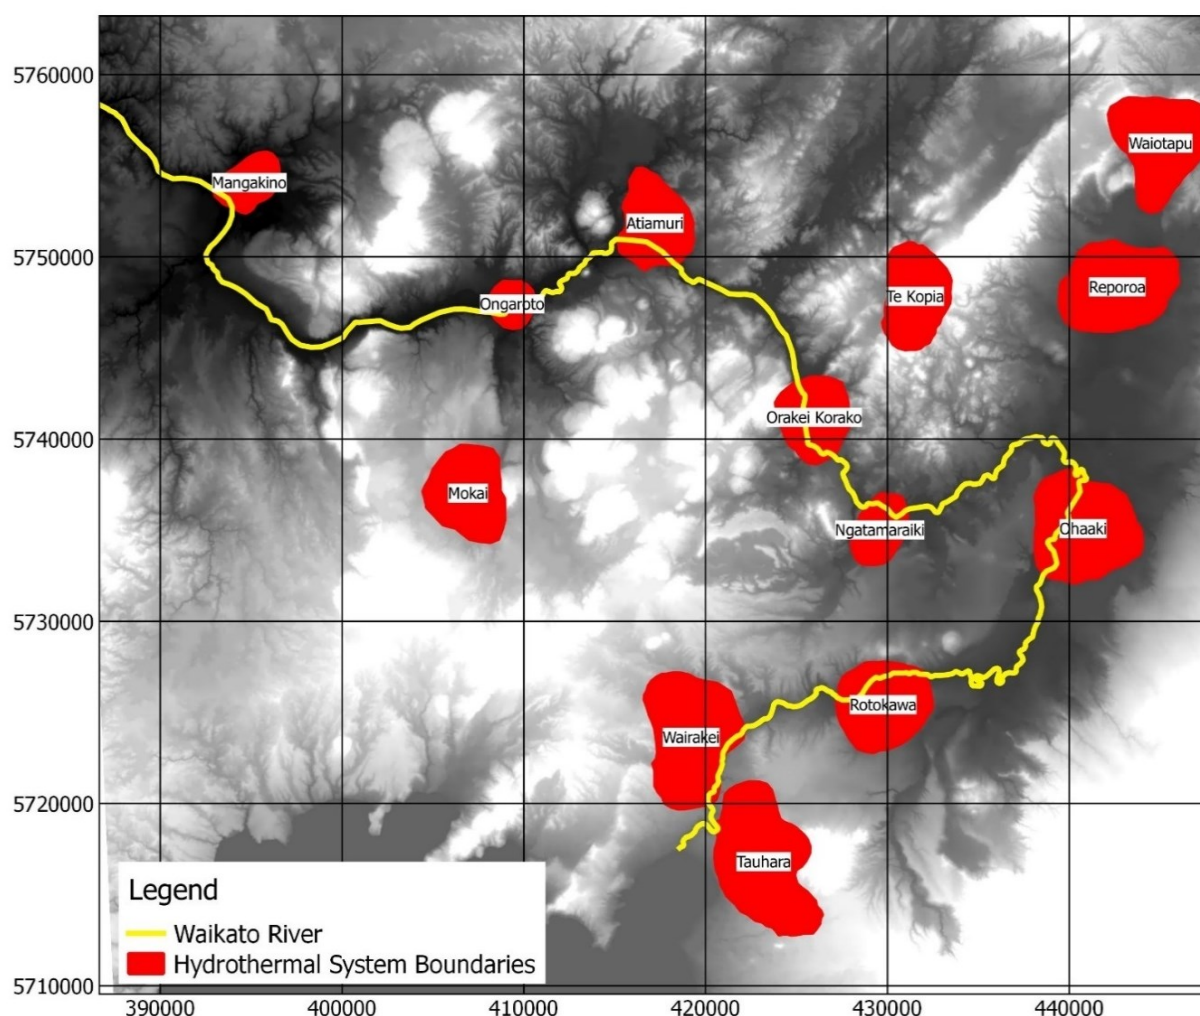 5760000
Waiotapu
Mangakino
Atiamuri
5750000
Te Kopia
Reporoa
Ongaroto
Orakei Korako
5740000
Mokai
Ngatamaraiki
Ohaaki
5730000
Rotokawa
Wairakei
5720000
Tauhara
Legend
Waikato River
Hydrothermal System Boundaries
5710000
390000 400000 410000 420000 430000 440000